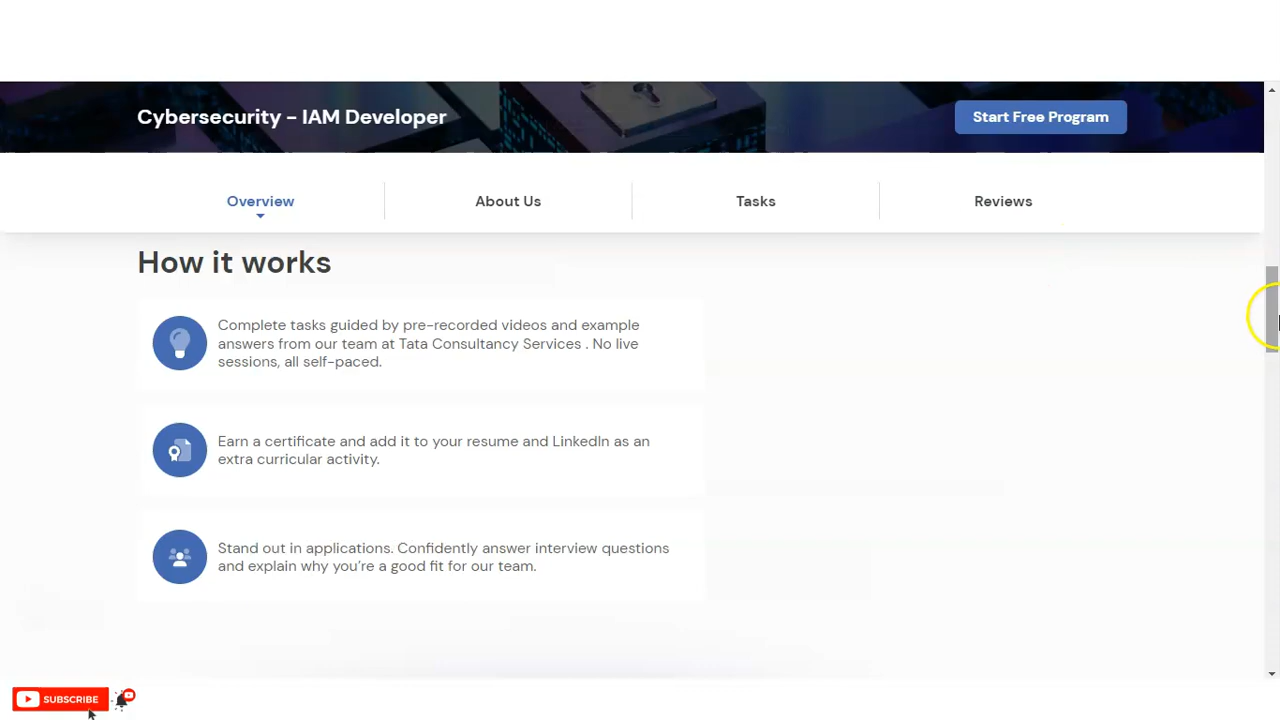 Cybersecurity – IAM Developer
Start Free Program
Overview
About Us
Tasks
Reviews
How it works
Complete tasks guided by pre-recorded videos and example
answers from our team at Tata Consultancy Services . No live
sessions, all self-paced.
Earn a certificate and add it to your resume and LinkedIn as an
extra curricular activity.
Stand out in applications. Confidently answer interview questions
and explain why you're a good fit for our team.
SUBSCRIBE